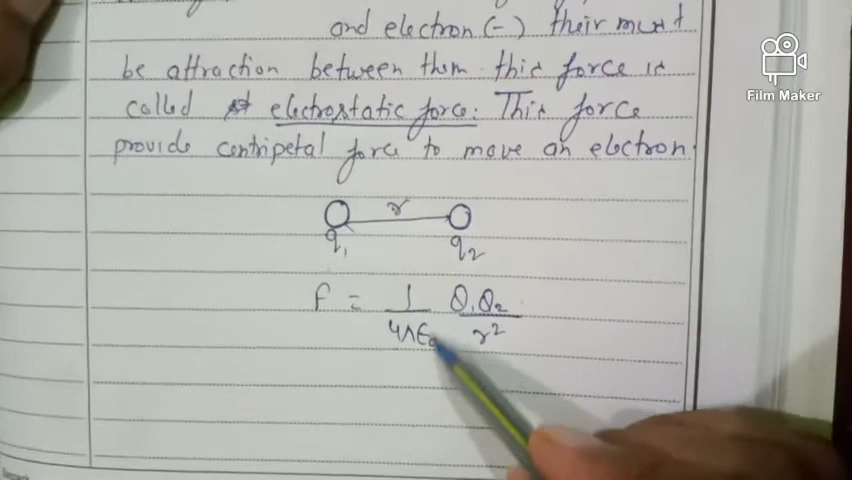 and electron (-) their must
be attraction between them. this force is
called electrostatic force. This force
provide centripetal force to move an electron.
r
q1 q2
F = 1/4πε0 Q1Q2/r²
Film Maker